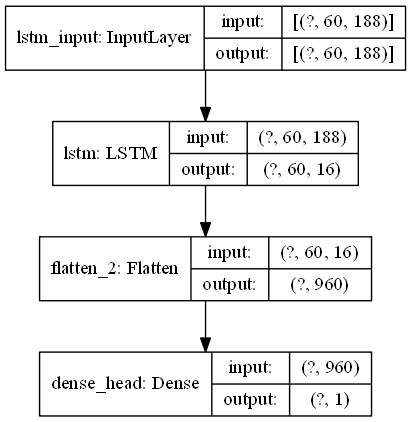 lstm_input: InputLayer
input:
[(?, 60, 188)]
output:
[(?, 60, 188)]
lstm: LSTM
input:
(?, 60, 188)
output:
(?, 60, 16)
flatten_2: Flatten
input:
(?, 60, 16)
output:
(?, 960)
dense_head: Dense
input:
(?, 960)
output:
(?, 1)